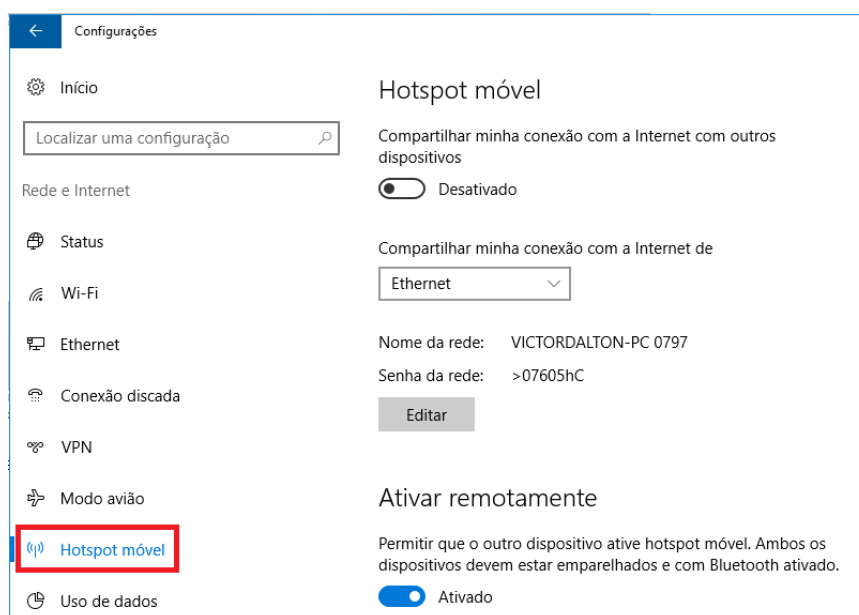 Configurações
Início
Localizar uma configuração
Rede e Internet
Status
Wi-Fi
Ethernet
Conexão discada
VPN
Modo avião
Hotspot móvel
Uso de dados
Hotspot móvel
Compartilhar minha conexão com a Internet com outros
dispositivos
Desativado
Compartilhar minha conexão com a Internet de
Ethernet
Nome da rede: VICTORDALTON-PC 0797
Senha da rede: >07605hC
Editar
Ativar remotamente
Permitir que o outro dispositivo ative hotspot móvel. Ambos os
dispositivos devem estar emparelhados e com Bluetooth ativado.
Ativado